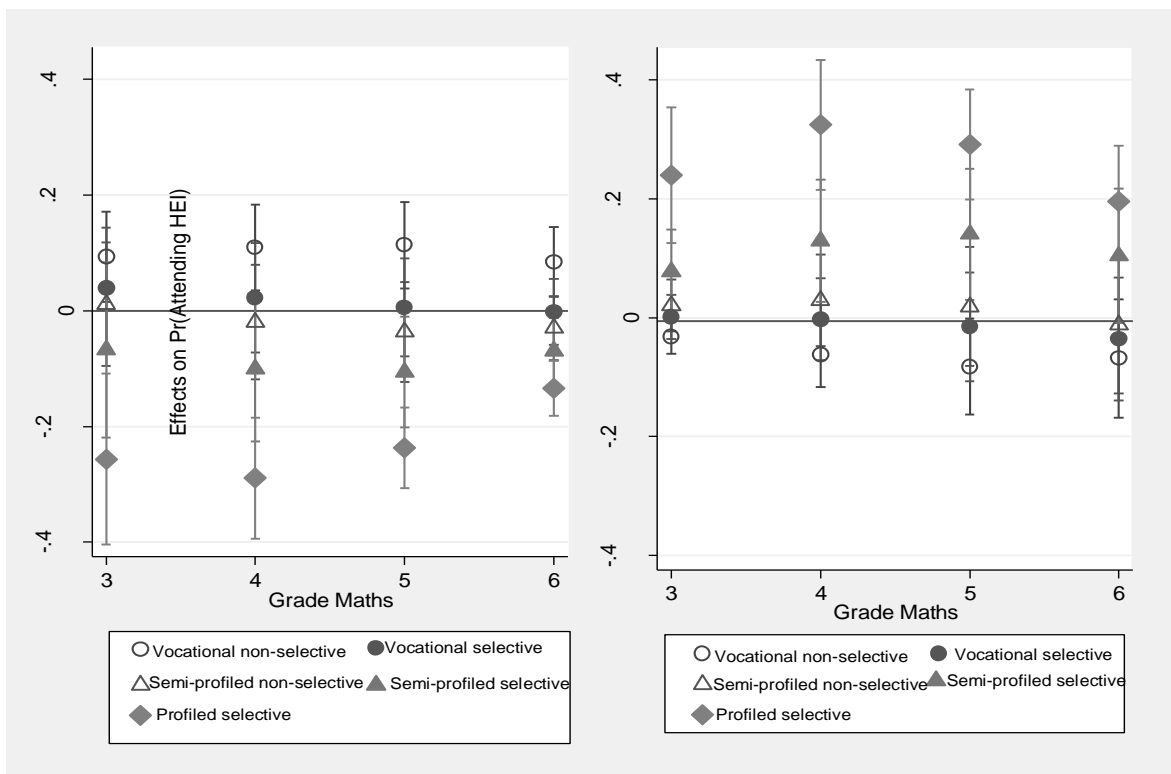 .4
.2
0
-.2
-.4
Effects on Pr(Attending HEI)
3 4 5 6
Grade Maths
Vocational non-selective Vocational selective
Semi-profiled non-selective Semi-profiled selective
Profiled selective
.4
.2
0
-.2
-.4
3 4 5 6
Grade Maths
Vocational non-selective Vocational selective
Semi-profiled non-selective Semi-profiled selective
Profiled selective